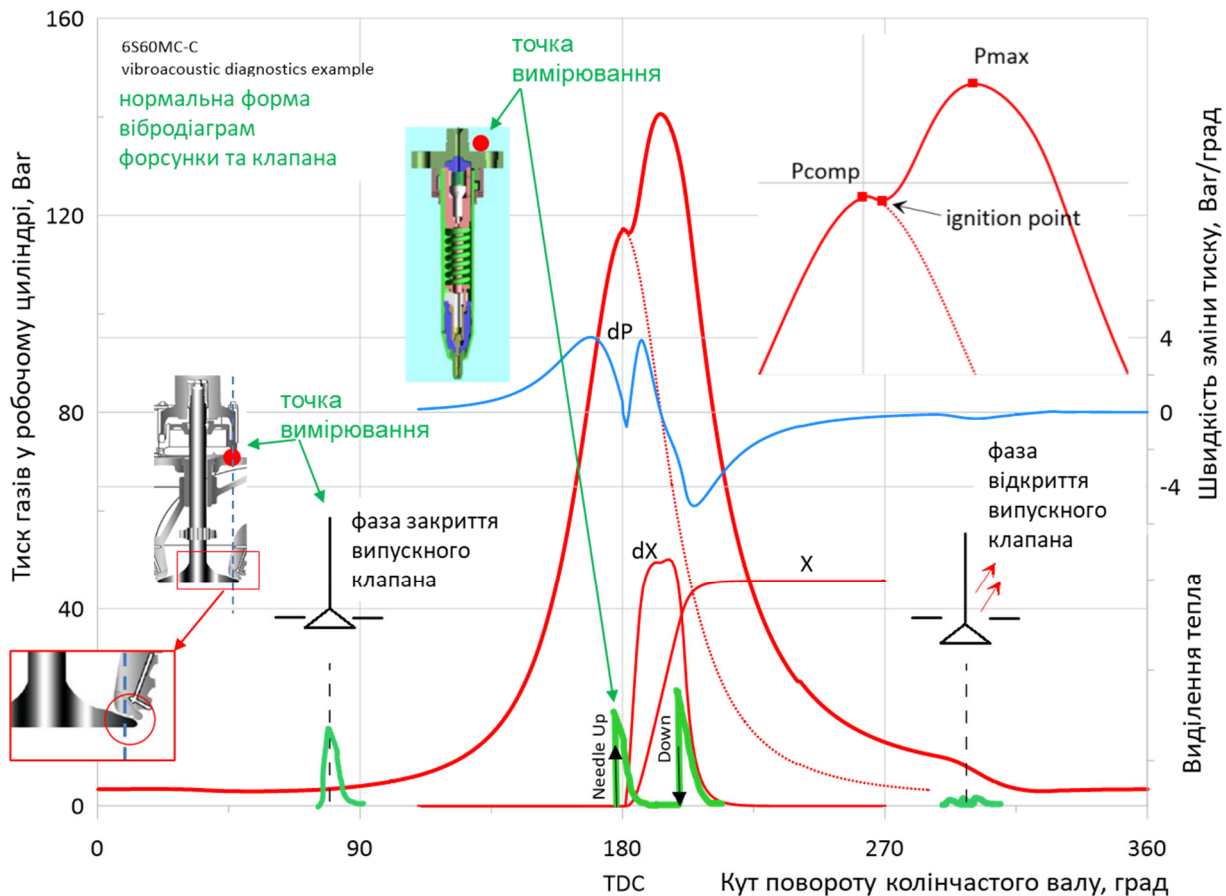 160
120
80
40
0
Тиск газів у робочому циліндрі, Bar
6S60MC-C
vibroacoustic diagnostics example
нормальна форма
вібродіаграм
форсунки та клапана
точка
вимірювання
Pmax
Pcomp
ignition point
dP
4
0
-4
Швидкість зміни тиску, Bar/град
точка
вимірювання
фаза закриття
випускного
клапана
фаза
відкриття
випускного
клапана
dX
X
Виділення тепла
Needle Up
Down
0
90
180
270
360
TDC
Кут повороту колінчастого валу, град